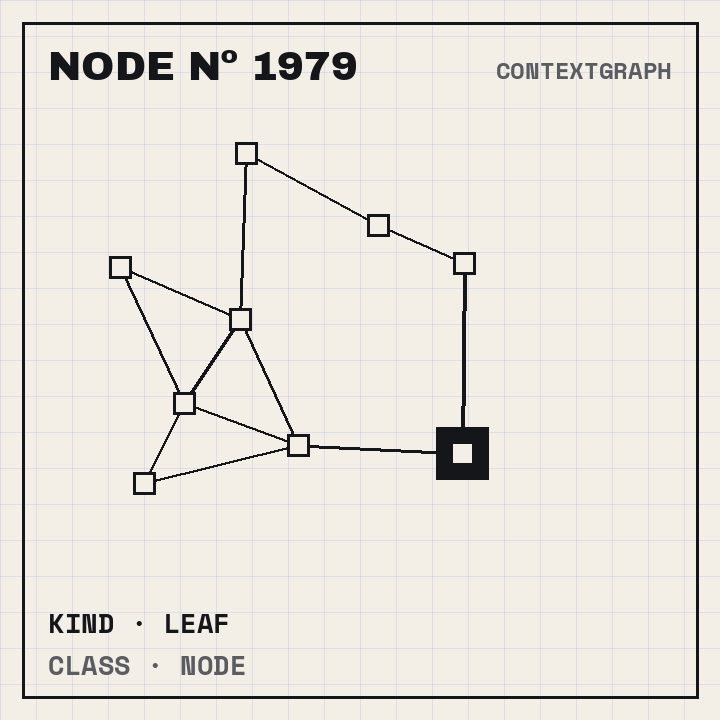 NODE Nº 1979
CONTEXTGRAPH
KIND · LEAF
CLASS · NODE